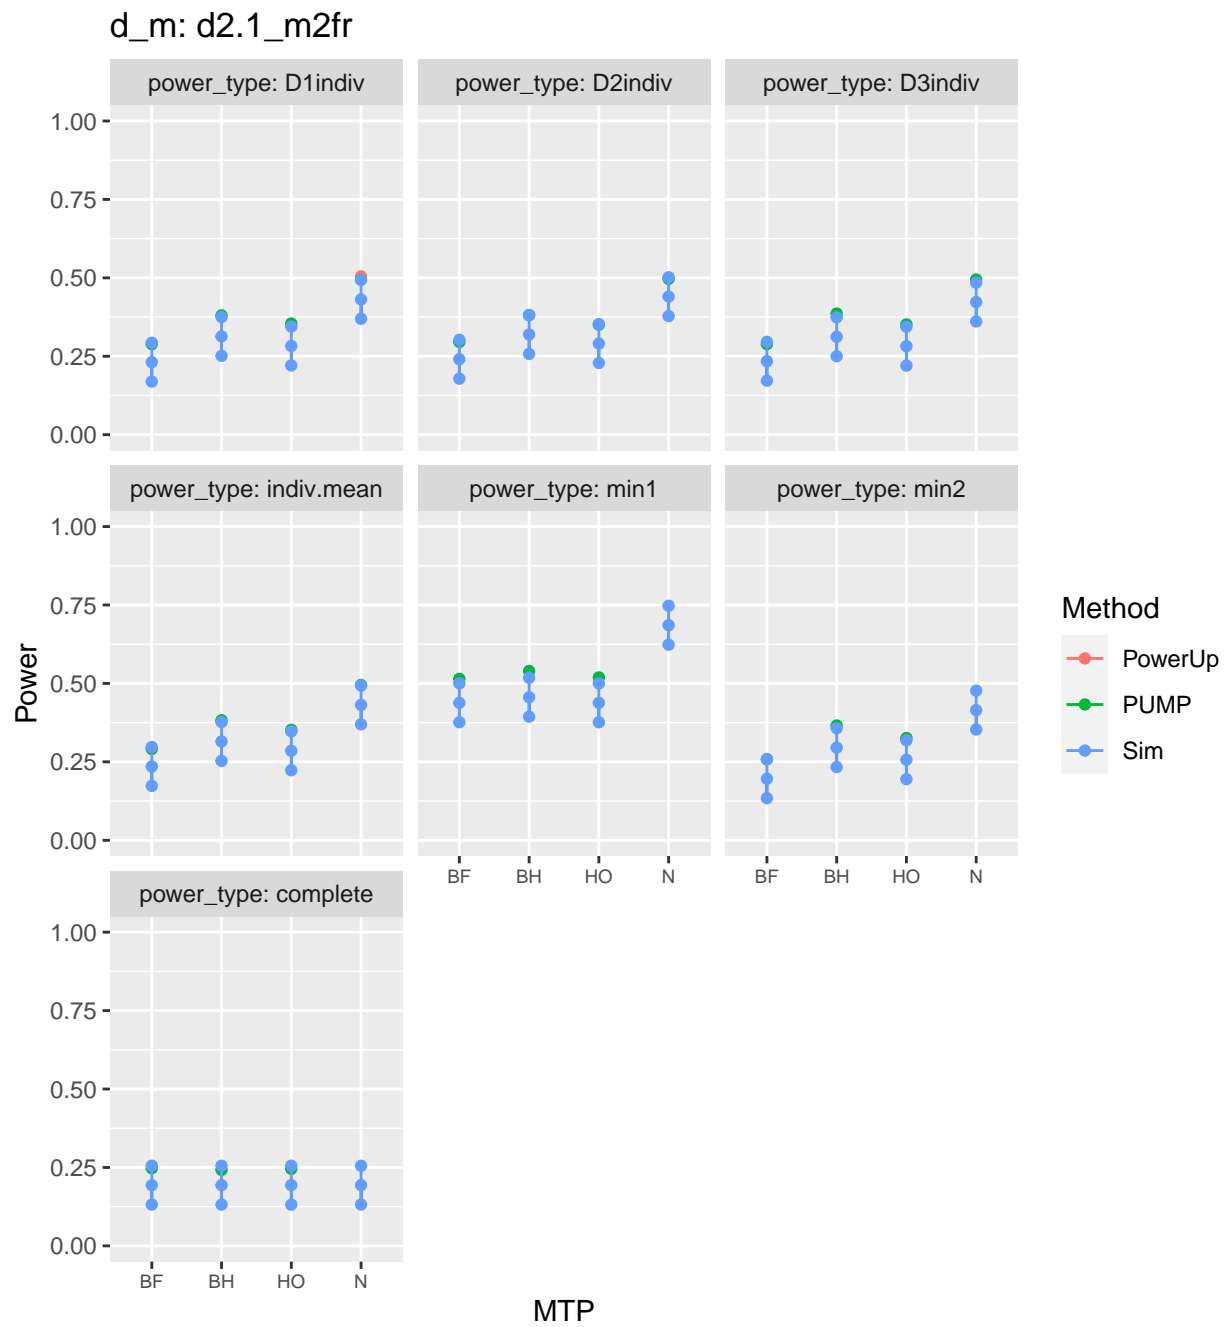 d_m: d2.1_m2fr
power_type: D1indiv
power_type: D2indiv
power_type: D3indiv
1.00
0.75
0.50
0.25
0.00
power_type: indiv.mean
power_type: min1
power_type: min2
1.00
0.75
0.50
0.25
0.00
BF BH HO N
BF BH HO N
power_type: complete
1.00
0.75
0.50
0.25
0.00
BF BH HO N
Power
MTP
Method
PowerUp
PUMP
Sim